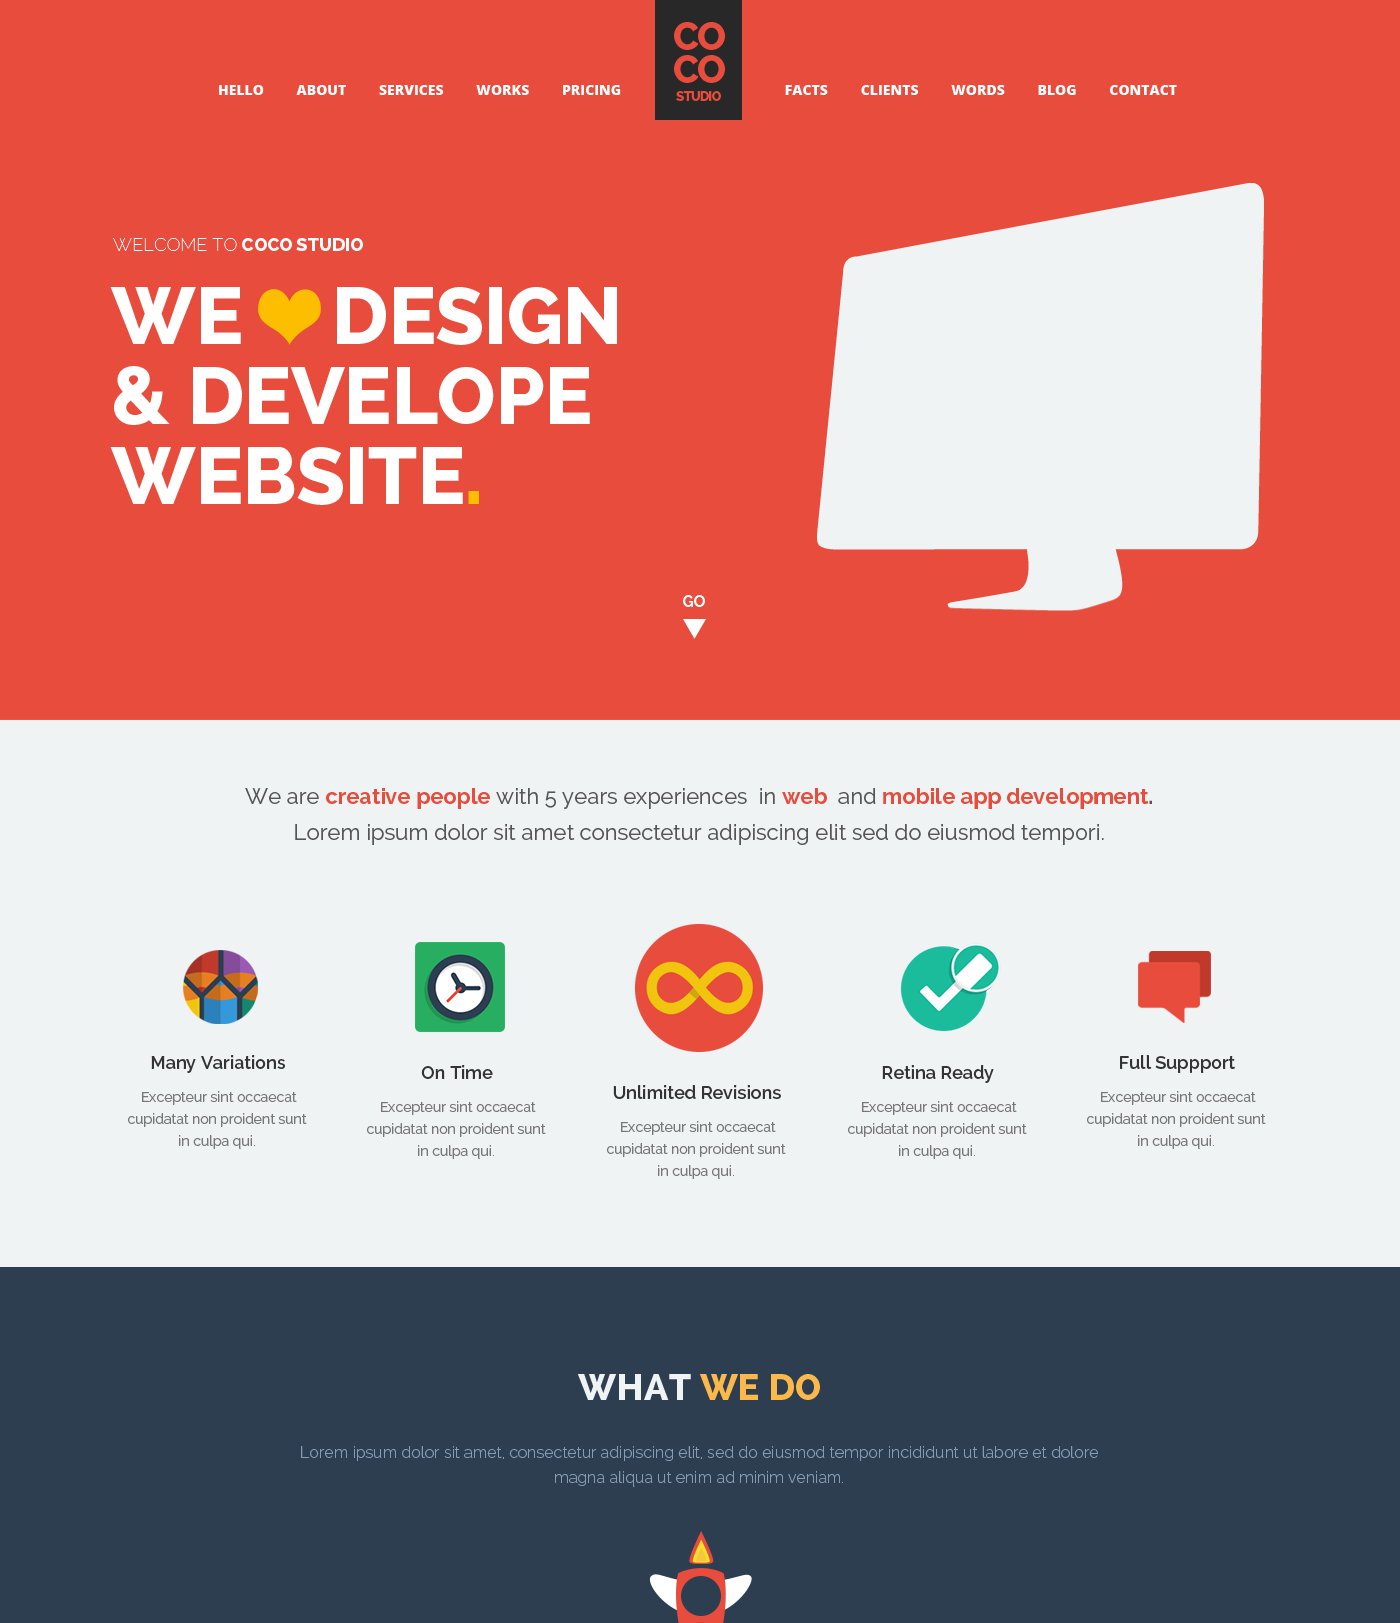 CO
CO
STUDIO
HELLO ABOUT SERVICES WORKS PRICING FACTS CLIENTS WORDS BLOG CONTACT
WELCOME TO COCO STUDIO
WE DESIGN
& DEVELOPE
WEBSITE.
GO
We are creative people with 5 years experiences in web and mobile app development.
Lorem ipsum dolor sit amet consectetur adipiscing elit sed do eiusmod tempori.
Many Variations
Excepteur sint occaecat
cupidatat non proident sunt
in culpa qui.
On Time
Excepteur sint occaecat
cupidatat non proident sunt
in culpa qui.
Unlimited Revisions
Excepteur sint occaecat
cupidatat non proident sunt
in culpa qui.
Retina Ready
Excepteur sint occaecat
cupidatat non proident sunt
in culpa qui.
Full Suppport
Excepteur sint occaecat
cupidatat non proident sunt
in culpa qui.
WHAT WE DO
Lorem ipsum dolor sit amet, consectetur adipiscing elit, sed do eiusmod tempor incididunt ut labore et dolore
magna aliqua ut enim ad minim veniam.